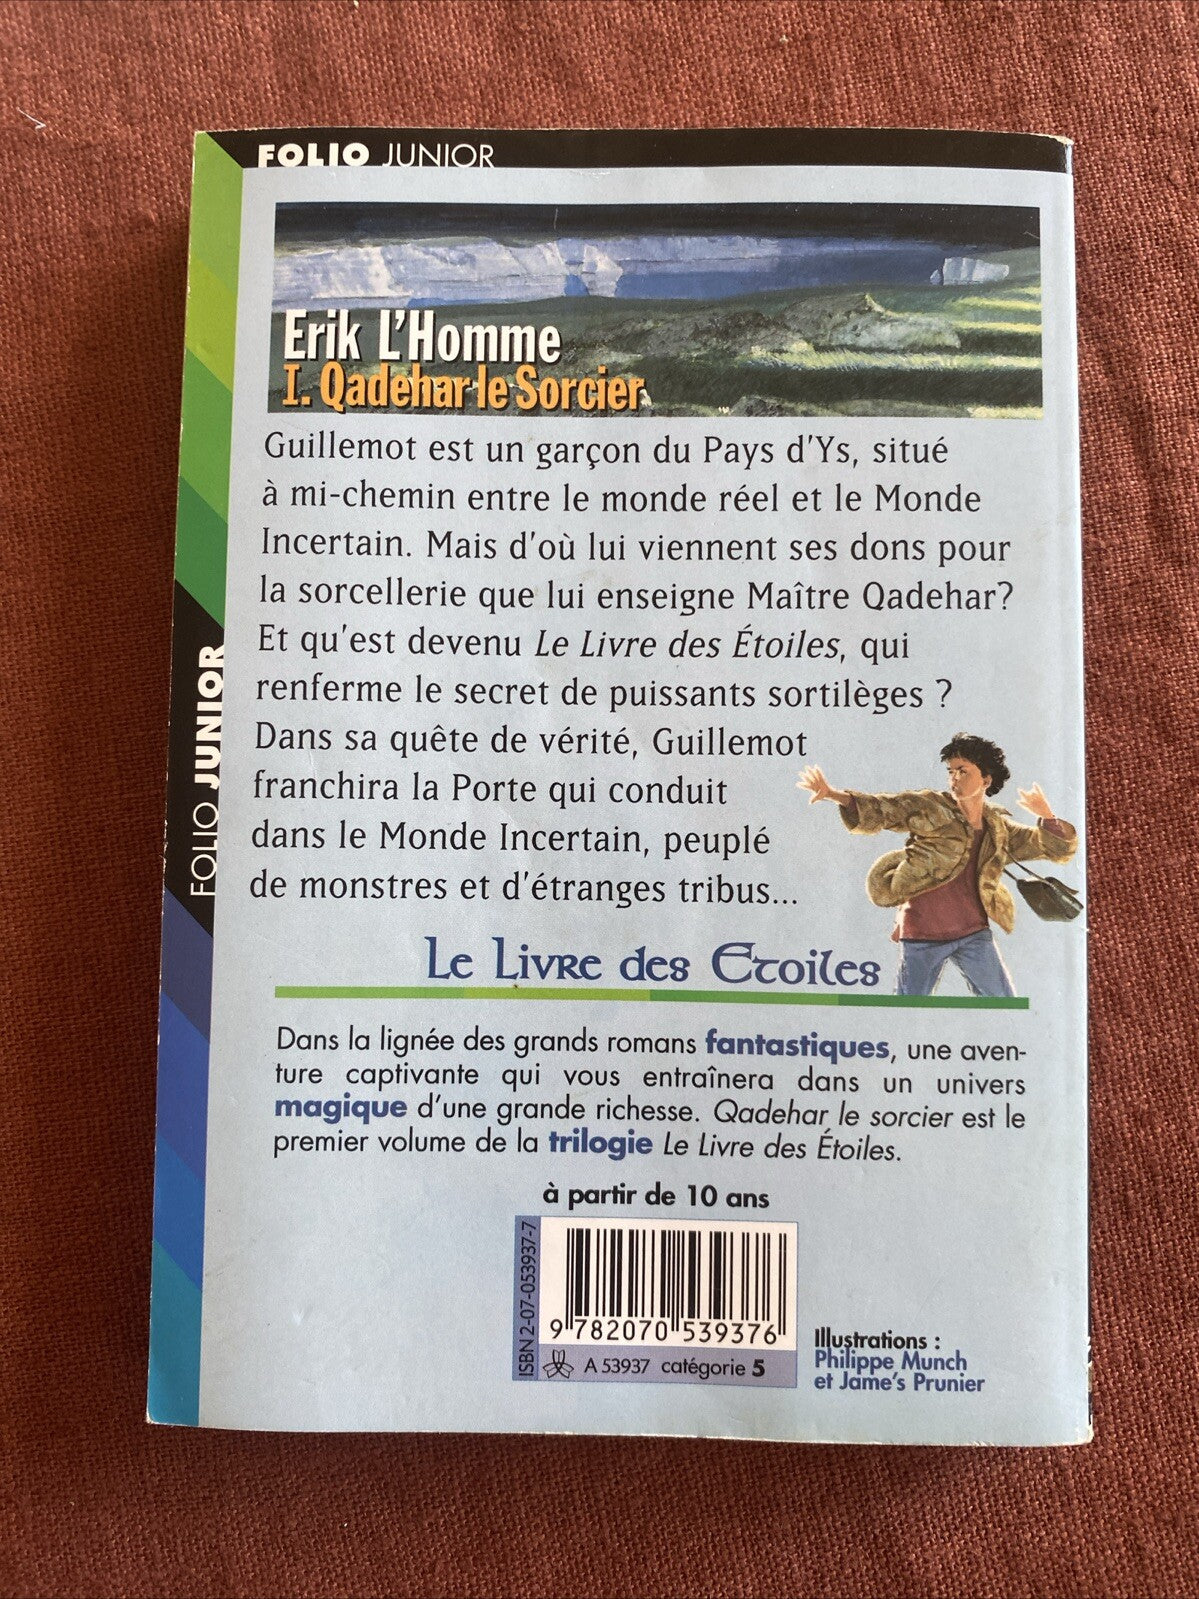 FOLIO JUNIOR
Erik L'Homme
I. Qadehar le Sorcier
Guillemot est un garçon du Pays d'Ys, situé
à mi-chemin entre le monde réel et le Monde
Incertain. Mais d'où lui viennent ses dons pour
la sorcellerie que lui enseigne Maître Qadehar?
Et qu'est devenu Le Livre des Étoiles, qui
renferme le secret de puissants sortilèges ?
Dans sa quête de vérité, Guillemot
franchira la Porte qui conduit
dans le Monde Incertain, peuplé
de monstres et d'étranges tribus...
Le Livre des Etoiles
Dans la lignée des grands romans fantastiques, une aven-
ture captivante qui vous entraînera dans un univers
magique d'une grande richesse. Qadehar le sorcier est le
premier volume de la trilogie Le Livre des Étoiles.
à partir de 10 ans
ISBN 2-07-053937-7
9 782070 539376
A 53937 catégorie 5
Illustrations :
Philippe Munch
et Jame's Prunier
FOLIO JUNIOR